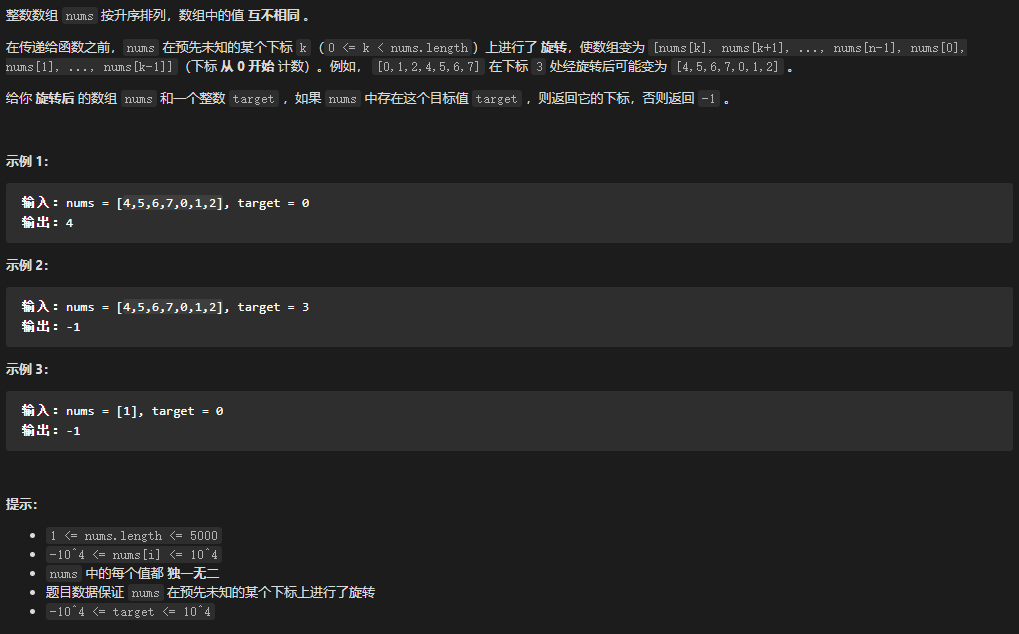 整数数组 nums 按升序排列，数组中的值 互不相同 。
在传递给函数之前，nums 在预先未知的某个下标 k（0 <= k < nums.length）上进行了 旋转，使数组变为 [nums[k], nums[k+1], ..., nums[n-1], nums[0],
nums[1], ..., nums[k-1]]（下标 从 0 开始 计数）。例如， [0,1,2,4,5,6,7] 在下标 3 处经旋转后可能变为 [4,5,6,7,0,1,2] 。
给你 旋转后 的数组 nums 和一个整数 target ，如果 nums 中存在这个目标值 target ，则返回它的下标，否则返回 -1 。
示例 1：
输入：nums = [4,5,6,7,0,1,2], target = 0
输出：4
示例 2：
输入：nums = [4,5,6,7,0,1,2], target = 3
输出：-1
示例 3：
输入：nums = [1], target = 0
输出：-1
提示：
• 1 <= nums.length <= 5000
• -10^4 <= nums[i] <= 10^4
• nums 中的每个值都 独一无二
• 题目数据保证 nums 在预先未知的某个下标上进行了旋转
• -10^4 <= target <= 10^4